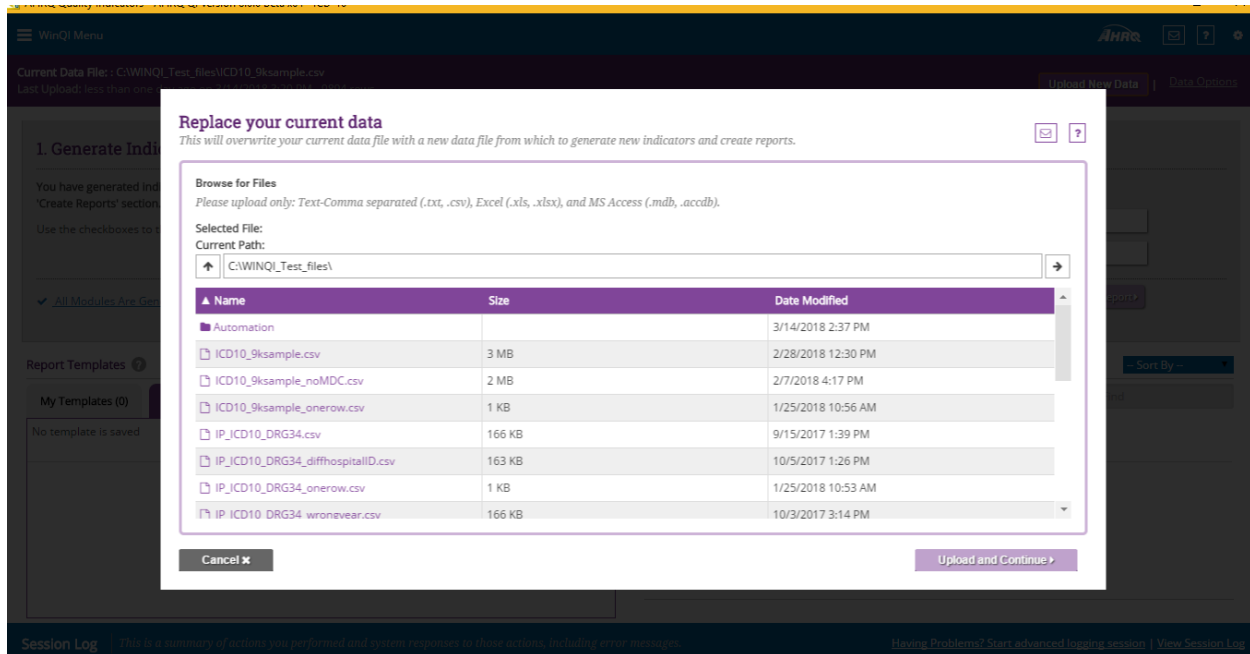 WinQI Menu
AHRQ
?
Current Data File: : C:\WINQI_Test_files\ICD10_9ksample.csv
Last Upload: less than one
Upload New Data | Data Options
Replace your current data
This will overwrite your current data file with a new data file from which to generate new indicators and create reports.
?
1. Generate Indi
You have generated ind
'Create Reports' section.
Use the checkboxes to t
All Modules Are Gen
Browse for Files
Please upload only: Text-Comma separated (.txt, .csv), Excel (.xls, .xlsx), and MS Access (.mdb, .accdb).
Selected File:
Current Path:
C:\WINQI_Test_files\
Name Size Date Modified
Automation 3/14/2018 2:37 PM
ICD10_9ksample.csv 3 MB 2/28/2018 12:30 PM
ICD10_9ksample_noMDC.csv 2 MB 2/7/2018 4:17 PM
ICD10_9ksample_onerow.csv 1 KB 1/25/2018 10:56 AM
IP_ICD10_DRG34.csv 166 KB 9/15/2017 1:39 PM
IP_ICD10_DRG34_diffhospitalID.csv 163 KB 10/5/2017 1:26 PM
IP_ICD10_DRG34_onerow.csv 1 KB 1/25/2018 10:53 AM
IP_ICD10_DRG34_wrongyear.csv 166 KB 10/3/2017 3:14 PM
Cancel x
Upload and Continue
Report Templates ?
-- Sort By --
My Templates (0)
No template is saved
Session Log | This is a summary of actions you performed and system responses to those actions, including error messages.
Having Problems? Start advanced logging session | View Session Log